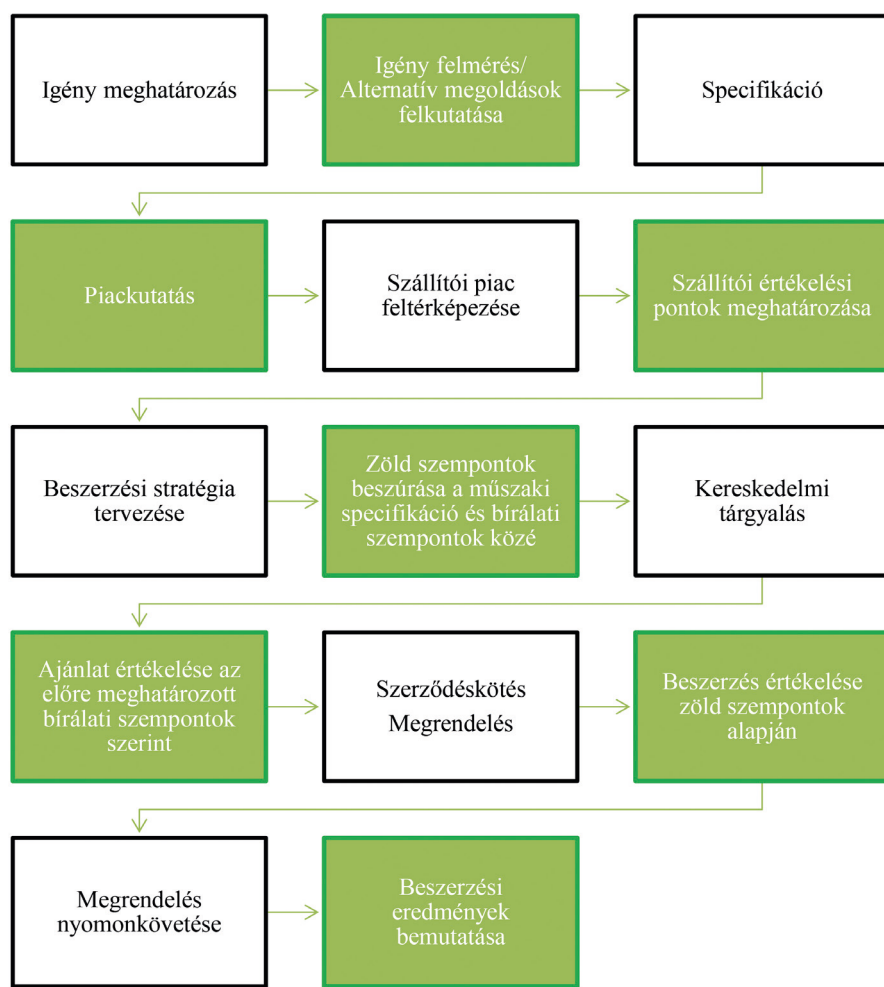 Igény meghatározás
Igény felmérés/
Alternatív megoldások
felkutatása
Specifikáció
Piackutatás
Szállítói piac
feltérképezése
Szállítói értékelési
pontok meghatározása
Beszerzési stratégia
tervezése
Zöld szempontok
beszúrása a műszaki
specifikáció és bírálati
szempontok közé
Kereskedelmi
tárgyalás
Ajánlat értékelése az
előre meghatározott
bírálati szempontok
szerint
Szerződéskötés
Megrendelés
Beszerzés értékelése
zöld szempontok
alapján
Megrendelés
nyomonkövetése
Beszerzési
eredmények
bemutatása